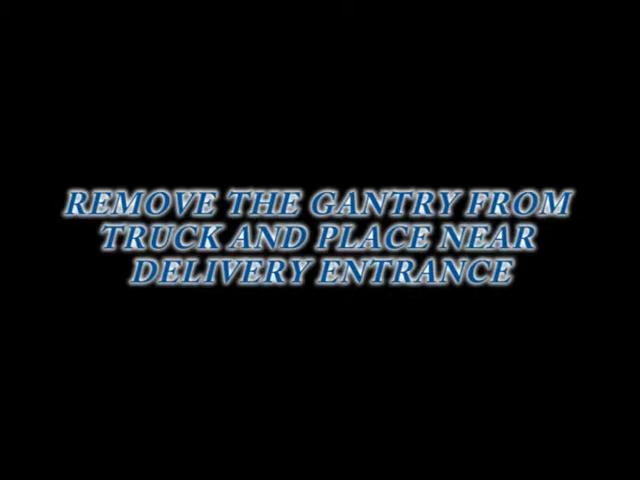 REMOVE THE GANTRY FROM
TRUCK AND PLACE NEAR
DELIVERY ENTRANCE